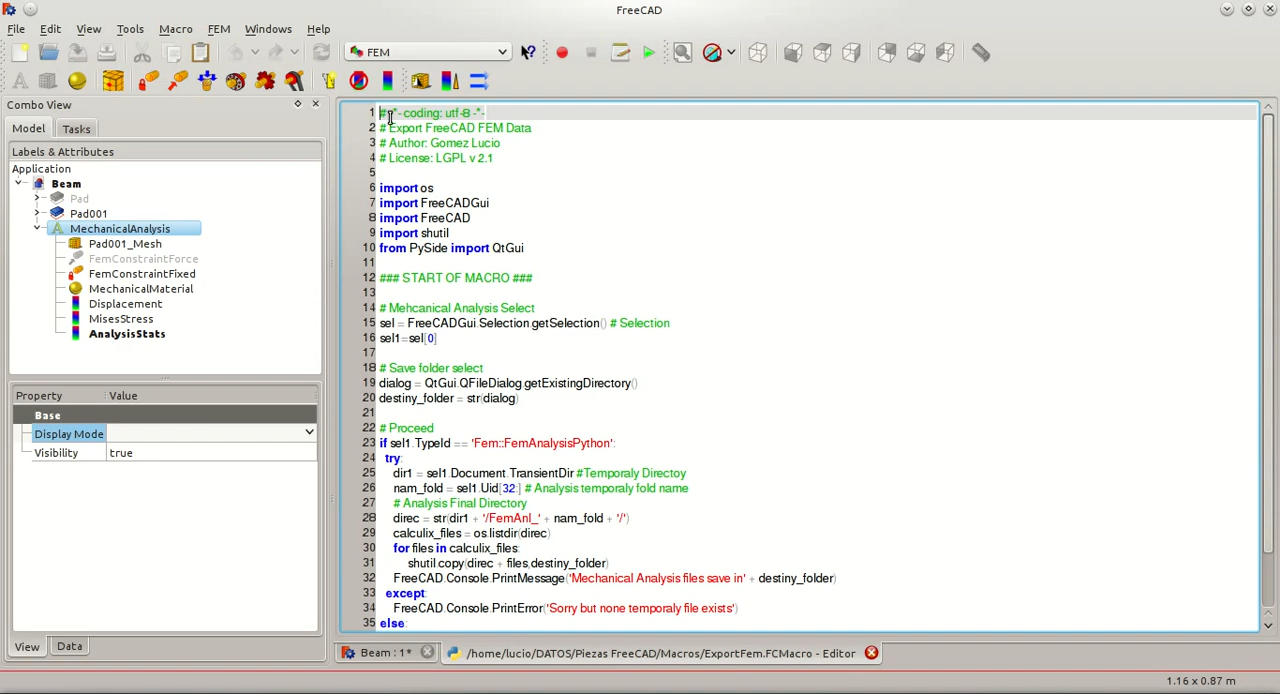 FreeCAD
File Edit View Tools Macro FEM Windows Help
FEM
Combo View
Model Tasks
Labels & Attributes
Application
Beam
Pad
Pad001
MechanicalAnalysis
Pad001_Mesh
FemConstraintForce
FemConstraintFixed
MechanicalMaterial
Displacement
MisesStress
AnalysisStats
Property Value
Base
Display Mode
Visibility true
View Data
1 # -*- coding: utf-8 -*-
2 # Export FreeCAD FEM Data
3 # Author: Gomez Lucio
4 # License: LGPL v 2.1
5
6 import os
7 import FreeCADGui
8 import FreeCAD
9 import shutil
10 from PySide import QtGui
11
12 ### START OF MACRO ###
13
14 # Mehcanical Analysis Select
15 sel = FreeCADGui.Selection.getSelection() # Selection
16 sel1=sel[0]
17
18 # Save folder select
19 dialog = QtGui.QFileDialog.getExistingDirectory()
20 destiny_folder = str(dialog)
21
22 # Proceed
23 if sel1.TypeId == 'Fem::FemAnalysisPython':
24 try:
25 dir1 = sel1.Document.TransientDir #Temporaly Directoy
26 nam_fold = sel1.Uid[32:] # Analysis temporaly fold name
27 # Analysis Final Directory
28 direc = str(dir1 + '/FemAnl_' + nam_fold + '/')
29 calculix_files = os.listdir(direc)
30 for files in calculix_files:
31 shutil.copy(direc + files,destiny_folder)
32 FreeCAD.Console.PrintMessage('Mechanical Analysis files save in' + destiny_folder)
33 except:
34 FreeCAD.Console.PrintError('Sorry but none temporaly file exists')
35 else:
Beam : 1* /home/lucio/DATOS/Piezas FreeCAD/Macros/ExportFem.FCMacro - Editor
1.16 x 0.87 m